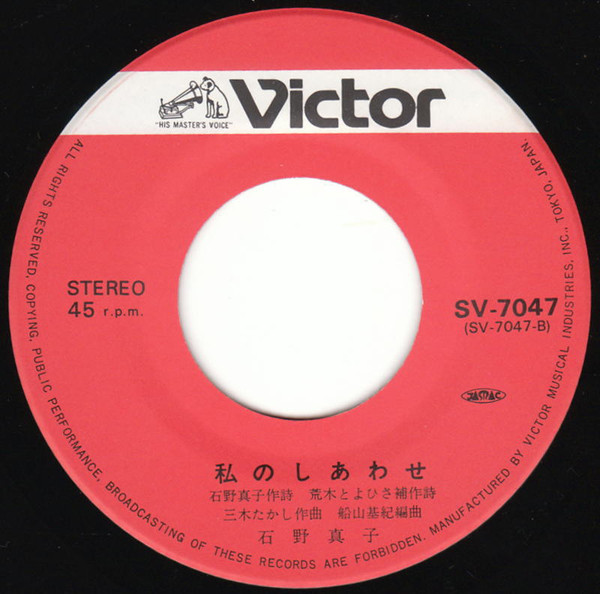 "HIS MASTER'S VOICE"
Victor
STEREO
45 r.p.m.
SV-7047
(SV-7047-B)
JASRAC
私のしあわせ
石野真子作詩 荒木とよひさ補作詩
三木たかし作曲 船山基紀編曲
石野真子
ALL RIGHTS RESERVED, COPYING, PUBLIC PERFORMANCE, BROADCASTING OF THESE RECORDS ARE FORBIDDEN. MANUFACTURED BY VICTOR MUSICAL INDUSTRIES, INC., TOKYO, JAPAN.